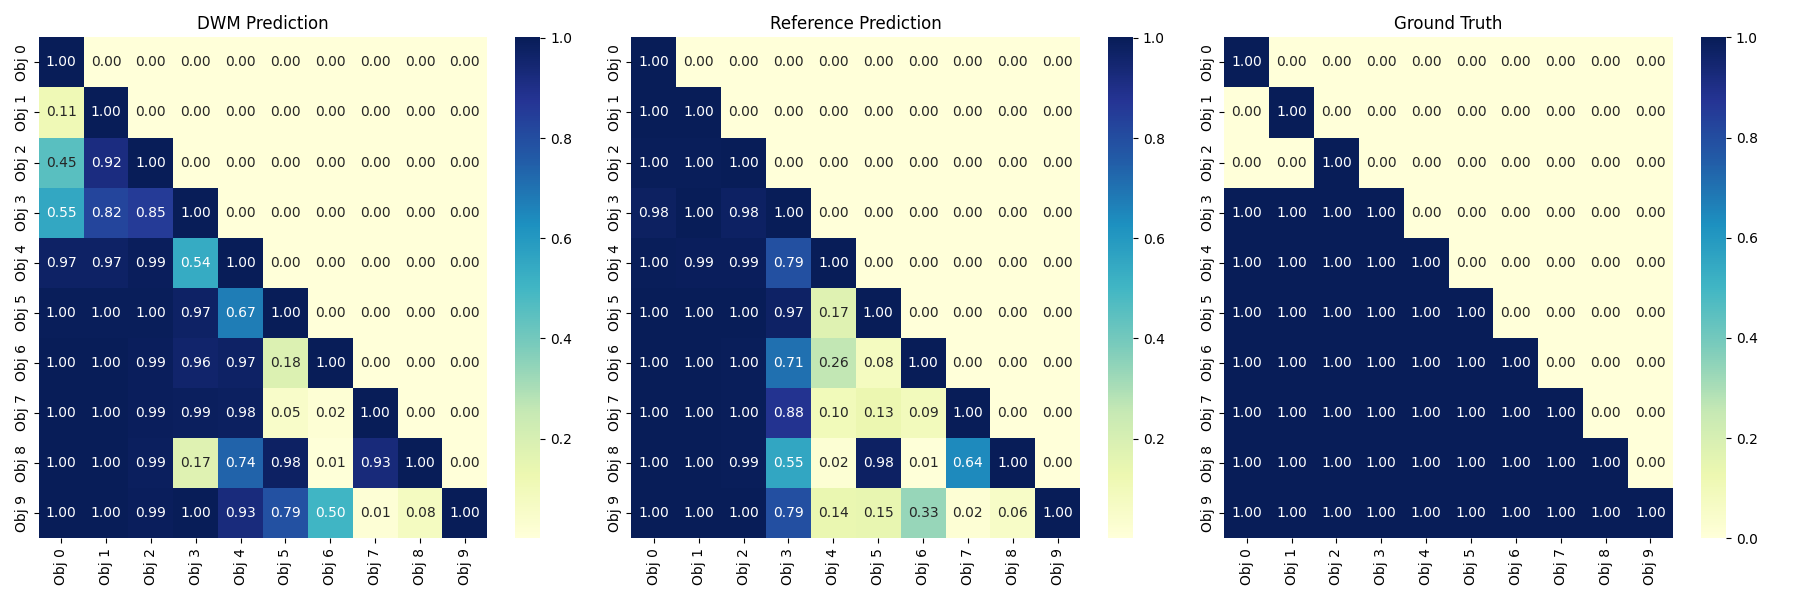 DWM Prediction
Obj 0 1.00 0.00 0.00 0.00 0.00 0.00 0.00 0.00 0.00 0.00
Obj 1 0.11 1.00 0.00 0.00 0.00 0.00 0.00 0.00 0.00 0.00
Obj 2 0.45 0.92 1.00 0.00 0.00 0.00 0.00 0.00 0.00 0.00
Obj 3 0.55 0.82 0.85 1.00 0.00 0.00 0.00 0.00 0.00 0.00
Obj 4 0.97 0.97 0.99 0.54 1.00 0.00 0.00 0.00 0.00 0.00
Obj 5 1.00 1.00 1.00 0.97 0.67 1.00 0.00 0.00 0.00 0.00
Obj 6 1.00 1.00 0.99 0.96 0.97 0.18 1.00 0.00 0.00 0.00
Obj 7 1.00 1.00 0.99 0.99 0.98 0.05 0.02 1.00 0.00 0.00
Obj 8 1.00 1.00 0.99 0.17 0.74 0.98 0.01 0.93 1.00 0.00
Obj 9 1.00 1.00 0.99 1.00 0.93 0.79 0.50 0.01 0.08 1.00
Obj 0 Obj 1 Obj 2 Obj 3 Obj 4 Obj 5 Obj 6 Obj 7 Obj 8 Obj 9
1.0
0.8
0.6
0.4
0.2
Reference Prediction
Obj 0 1.00 0.00 0.00 0.00 0.00 0.00 0.00 0.00 0.00 0.00
Obj 1 1.00 1.00 0.00 0.00 0.00 0.00 0.00 0.00 0.00 0.00
Obj 2 1.00 1.00 1.00 0.00 0.00 0.00 0.00 0.00 0.00 0.00
Obj 3 0.98 1.00 0.98 1.00 0.00 0.00 0.00 0.00 0.00 0.00
Obj 4 1.00 0.99 0.99 0.79 1.00 0.00 0.00 0.00 0.00 0.00
Obj 5 1.00 1.00 1.00 0.97 0.17 1.00 0.00 0.00 0.00 0.00
Obj 6 1.00 1.00 1.00 0.71 0.26 0.08 1.00 0.00 0.00 0.00
Obj 7 1.00 1.00 1.00 0.88 0.10 0.13 0.09 1.00 0.00 0.00
Obj 8 1.00 1.00 0.99 0.55 0.02 0.98 0.01 0.64 1.00 0.00
Obj 9 1.00 1.00 1.00 0.79 0.14 0.15 0.33 0.02 0.06 1.00
Obj 0 Obj 1 Obj 2 Obj 3 Obj 4 Obj 5 Obj 6 Obj 7 Obj 8 Obj 9
1.0
0.8
0.6
0.4
0.2
Ground Truth
Obj 0 1.00 0.00 0.00 0.00 0.00 0.00 0.00 0.00 0.00 0.00
Obj 1 0.00 1.00 0.00 0.00 0.00 0.00 0.00 0.00 0.00 0.00
Obj 2 0.00 0.00 1.00 0.00 0.00 0.00 0.00 0.00 0.00 0.00
Obj 3 1.00 1.00 1.00 1.00 0.00 0.00 0.00 0.00 0.00 0.00
Obj 4 1.00 1.00 1.00 1.00 1.00 0.00 0.00 0.00 0.00 0.00
Obj 5 1.00 1.00 1.00 1.00 1.00 1.00 0.00 0.00 0.00 0.00
Obj 6 1.00 1.00 1.00 1.00 1.00 1.00 1.00 0.00 0.00 0.00
Obj 7 1.00 1.00 1.00 1.00 1.00 1.00 1.00 1.00 0.00 0.00
Obj 8 1.00 1.00 1.00 1.00 1.00 1.00 1.00 1.00 1.00 0.00
Obj 9 1.00 1.00 1.00 1.00 1.00 1.00 1.00 1.00 1.00 1.00
Obj 0 Obj 1 Obj 2 Obj 3 Obj 4 Obj 5 Obj 6 Obj 7 Obj 8 Obj 9
1.0
0.8
0.6
0.4
0.2
0.0